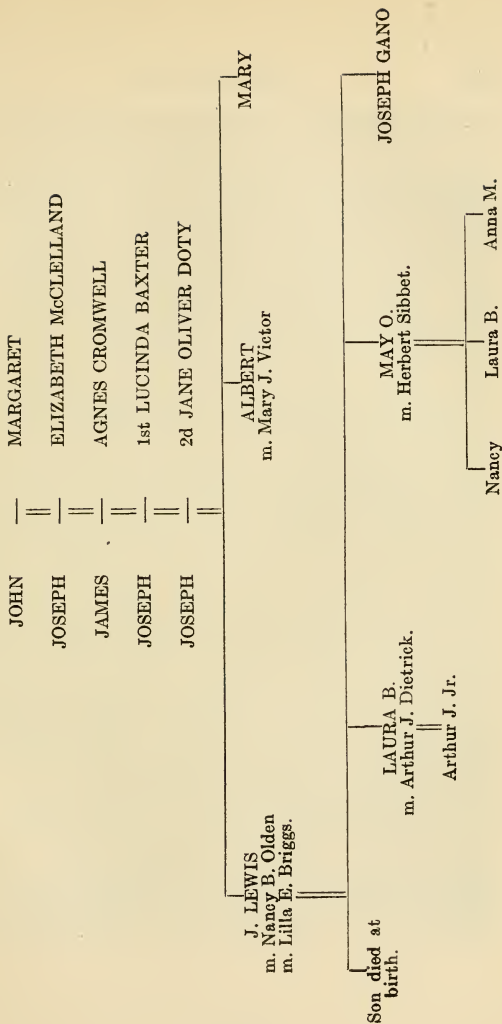 JOHN — MARGARET
JOSEPH — ELIZABETH McCLELLAND
JAMES — AGNES CROMWELL
JOSEPH — 1st LUCINDA BAXTER
JOSEPH — 2d JANE OLIVER DOTY
J. LEWIS
m. Nancy B. Olden
m. Lilla E. Briggs.
ALBERT
m. Mary J. Victor
MARY
Son died at
birth.
LAURA B.
m. Arthur J. Dietrick.
Arthur J. Jr.
MAY O.
m. Herbert Sibbet.
Nancy
Laura B.
Anna M.
JOSEPH GANO